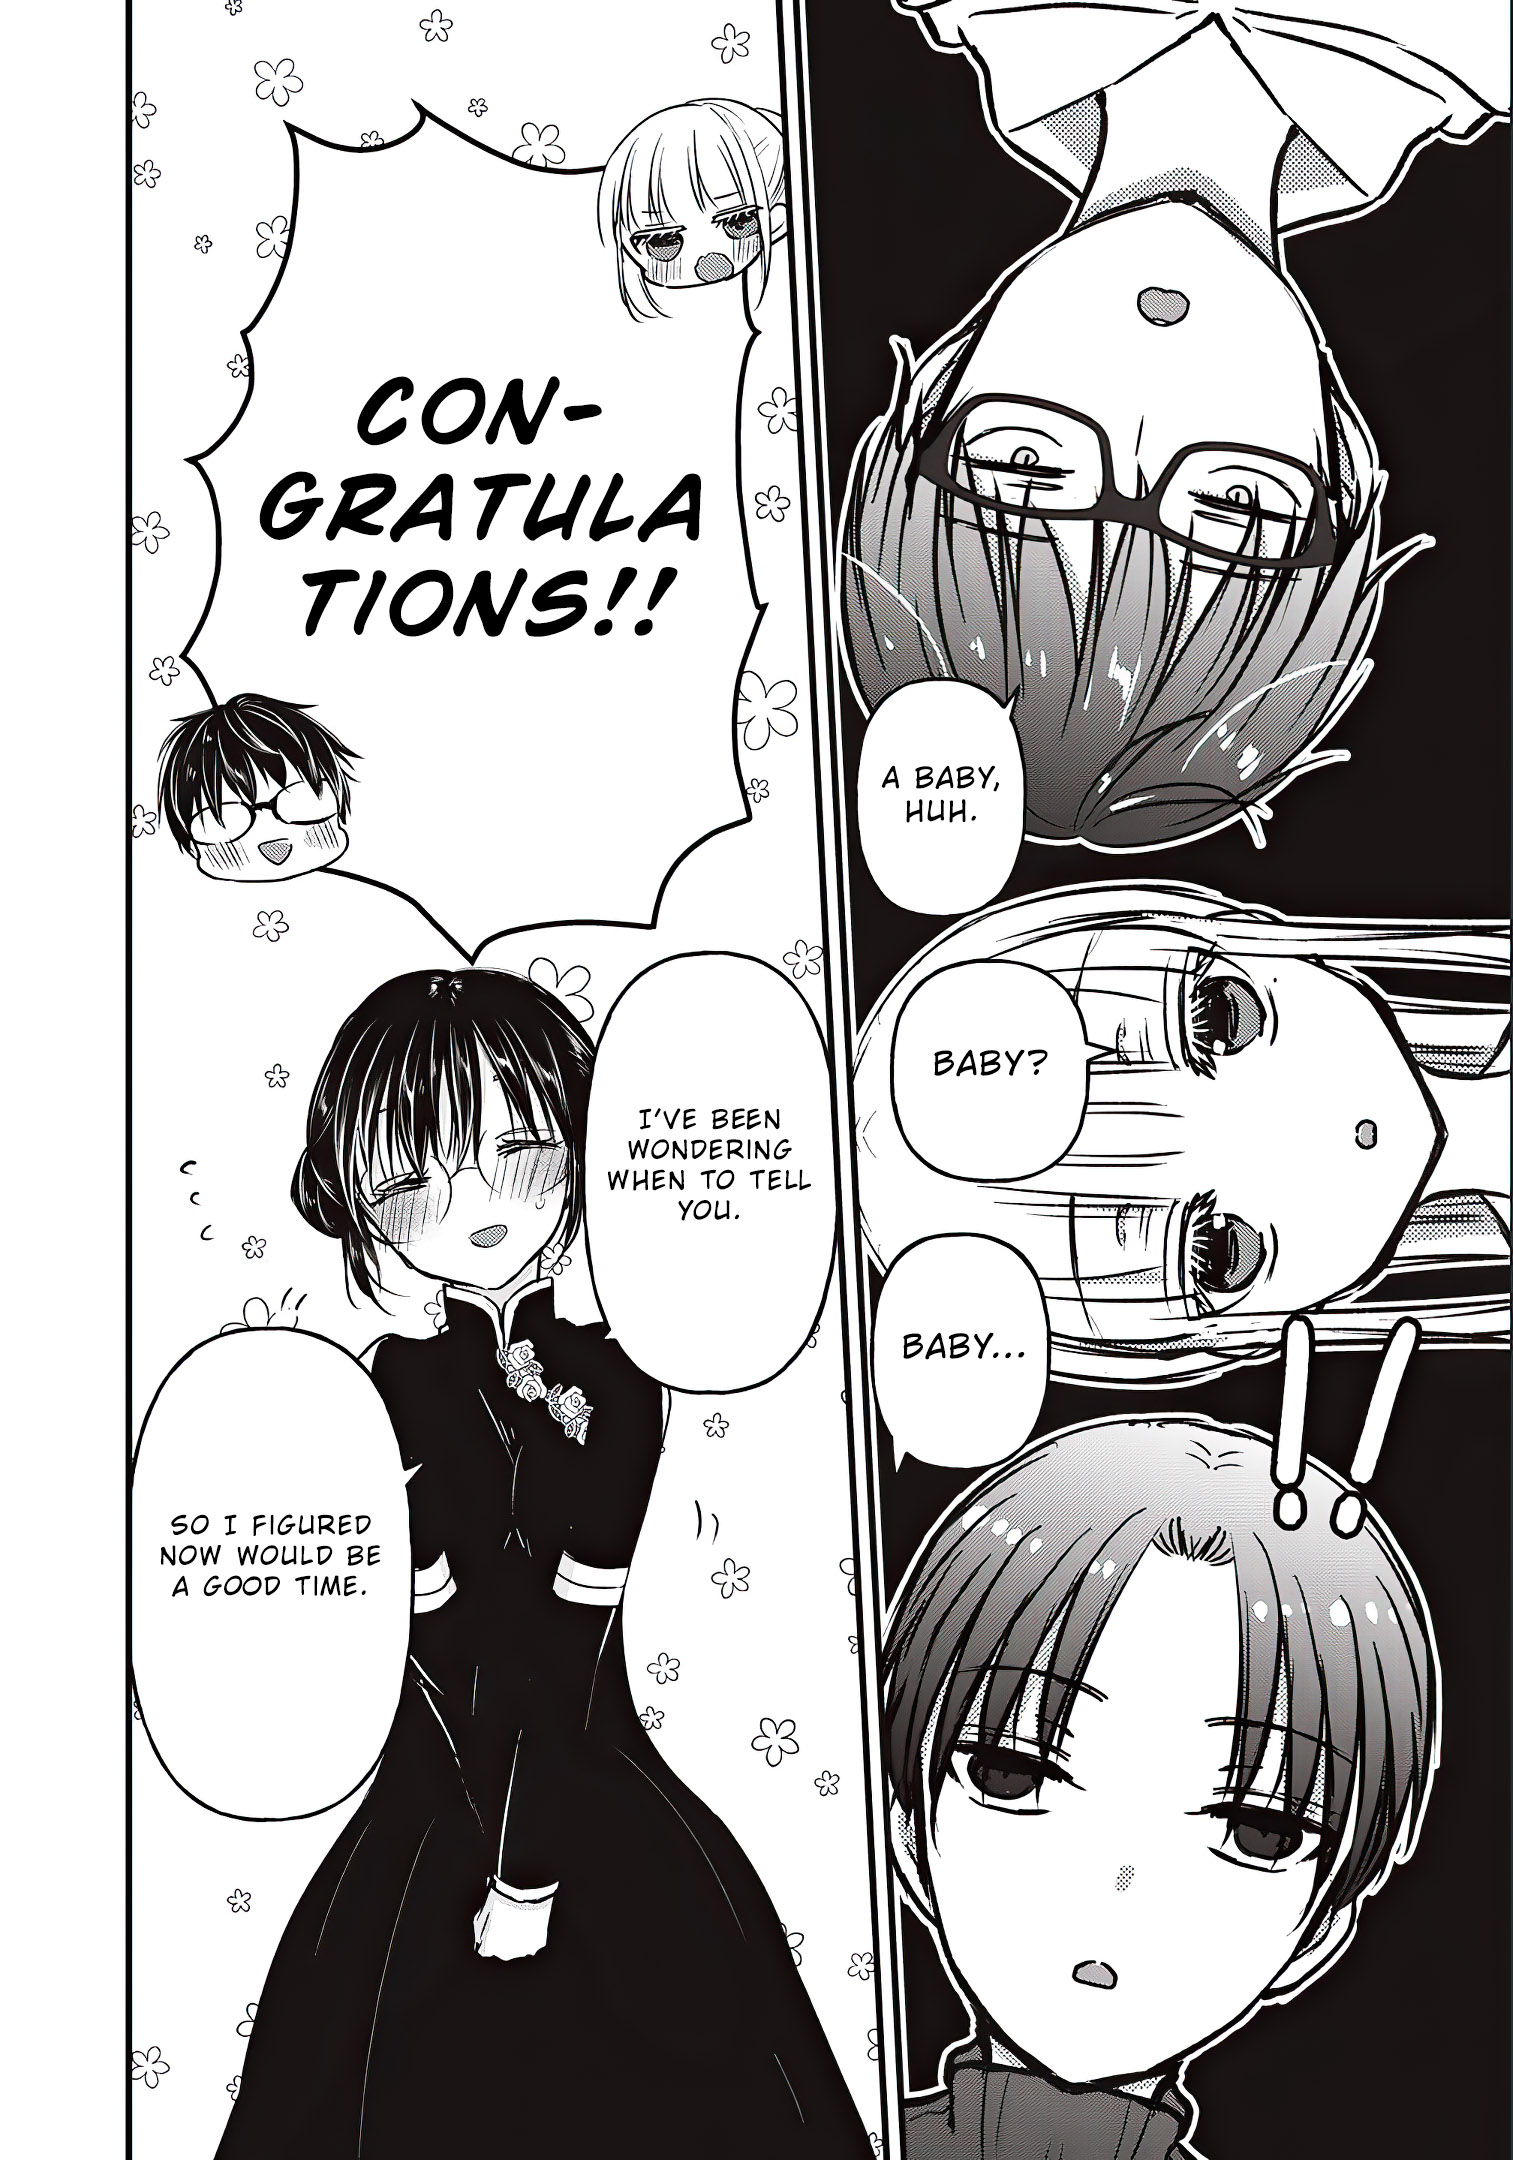 A BABY,
HUH.
BABY?
BABY...
!!
CON-
GRATULA
TIONS!!
I'VE BEEN
WONDERING
WHEN TO TELL
YOU.
SO I FIGURED
NOW WOULD BE
A GOOD TIME.